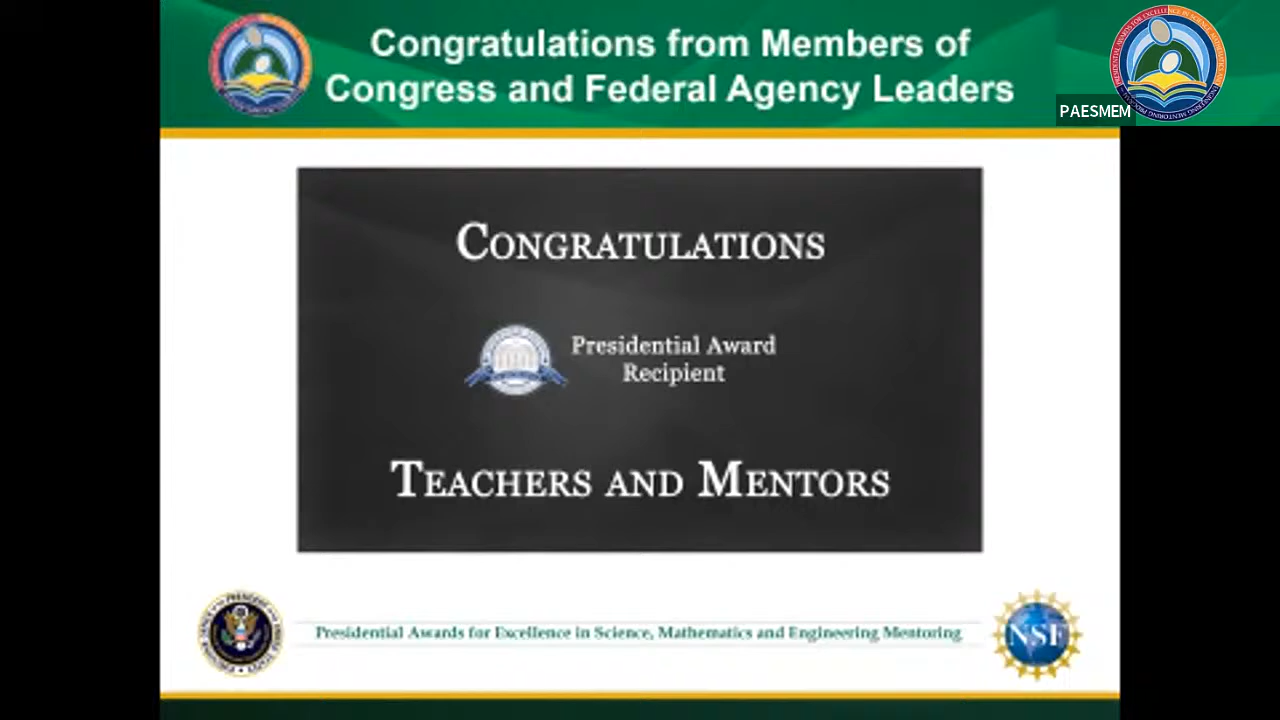 Congratulations from Members of
Congress and Federal Agency Leaders
PAESMEM
CONGRATULATIONS
Presidential Award
Recipient
TEACHERS AND MENTORS
Presidential Awards for Excellence in Science, Mathematics and Engineering Mentoring
NSF